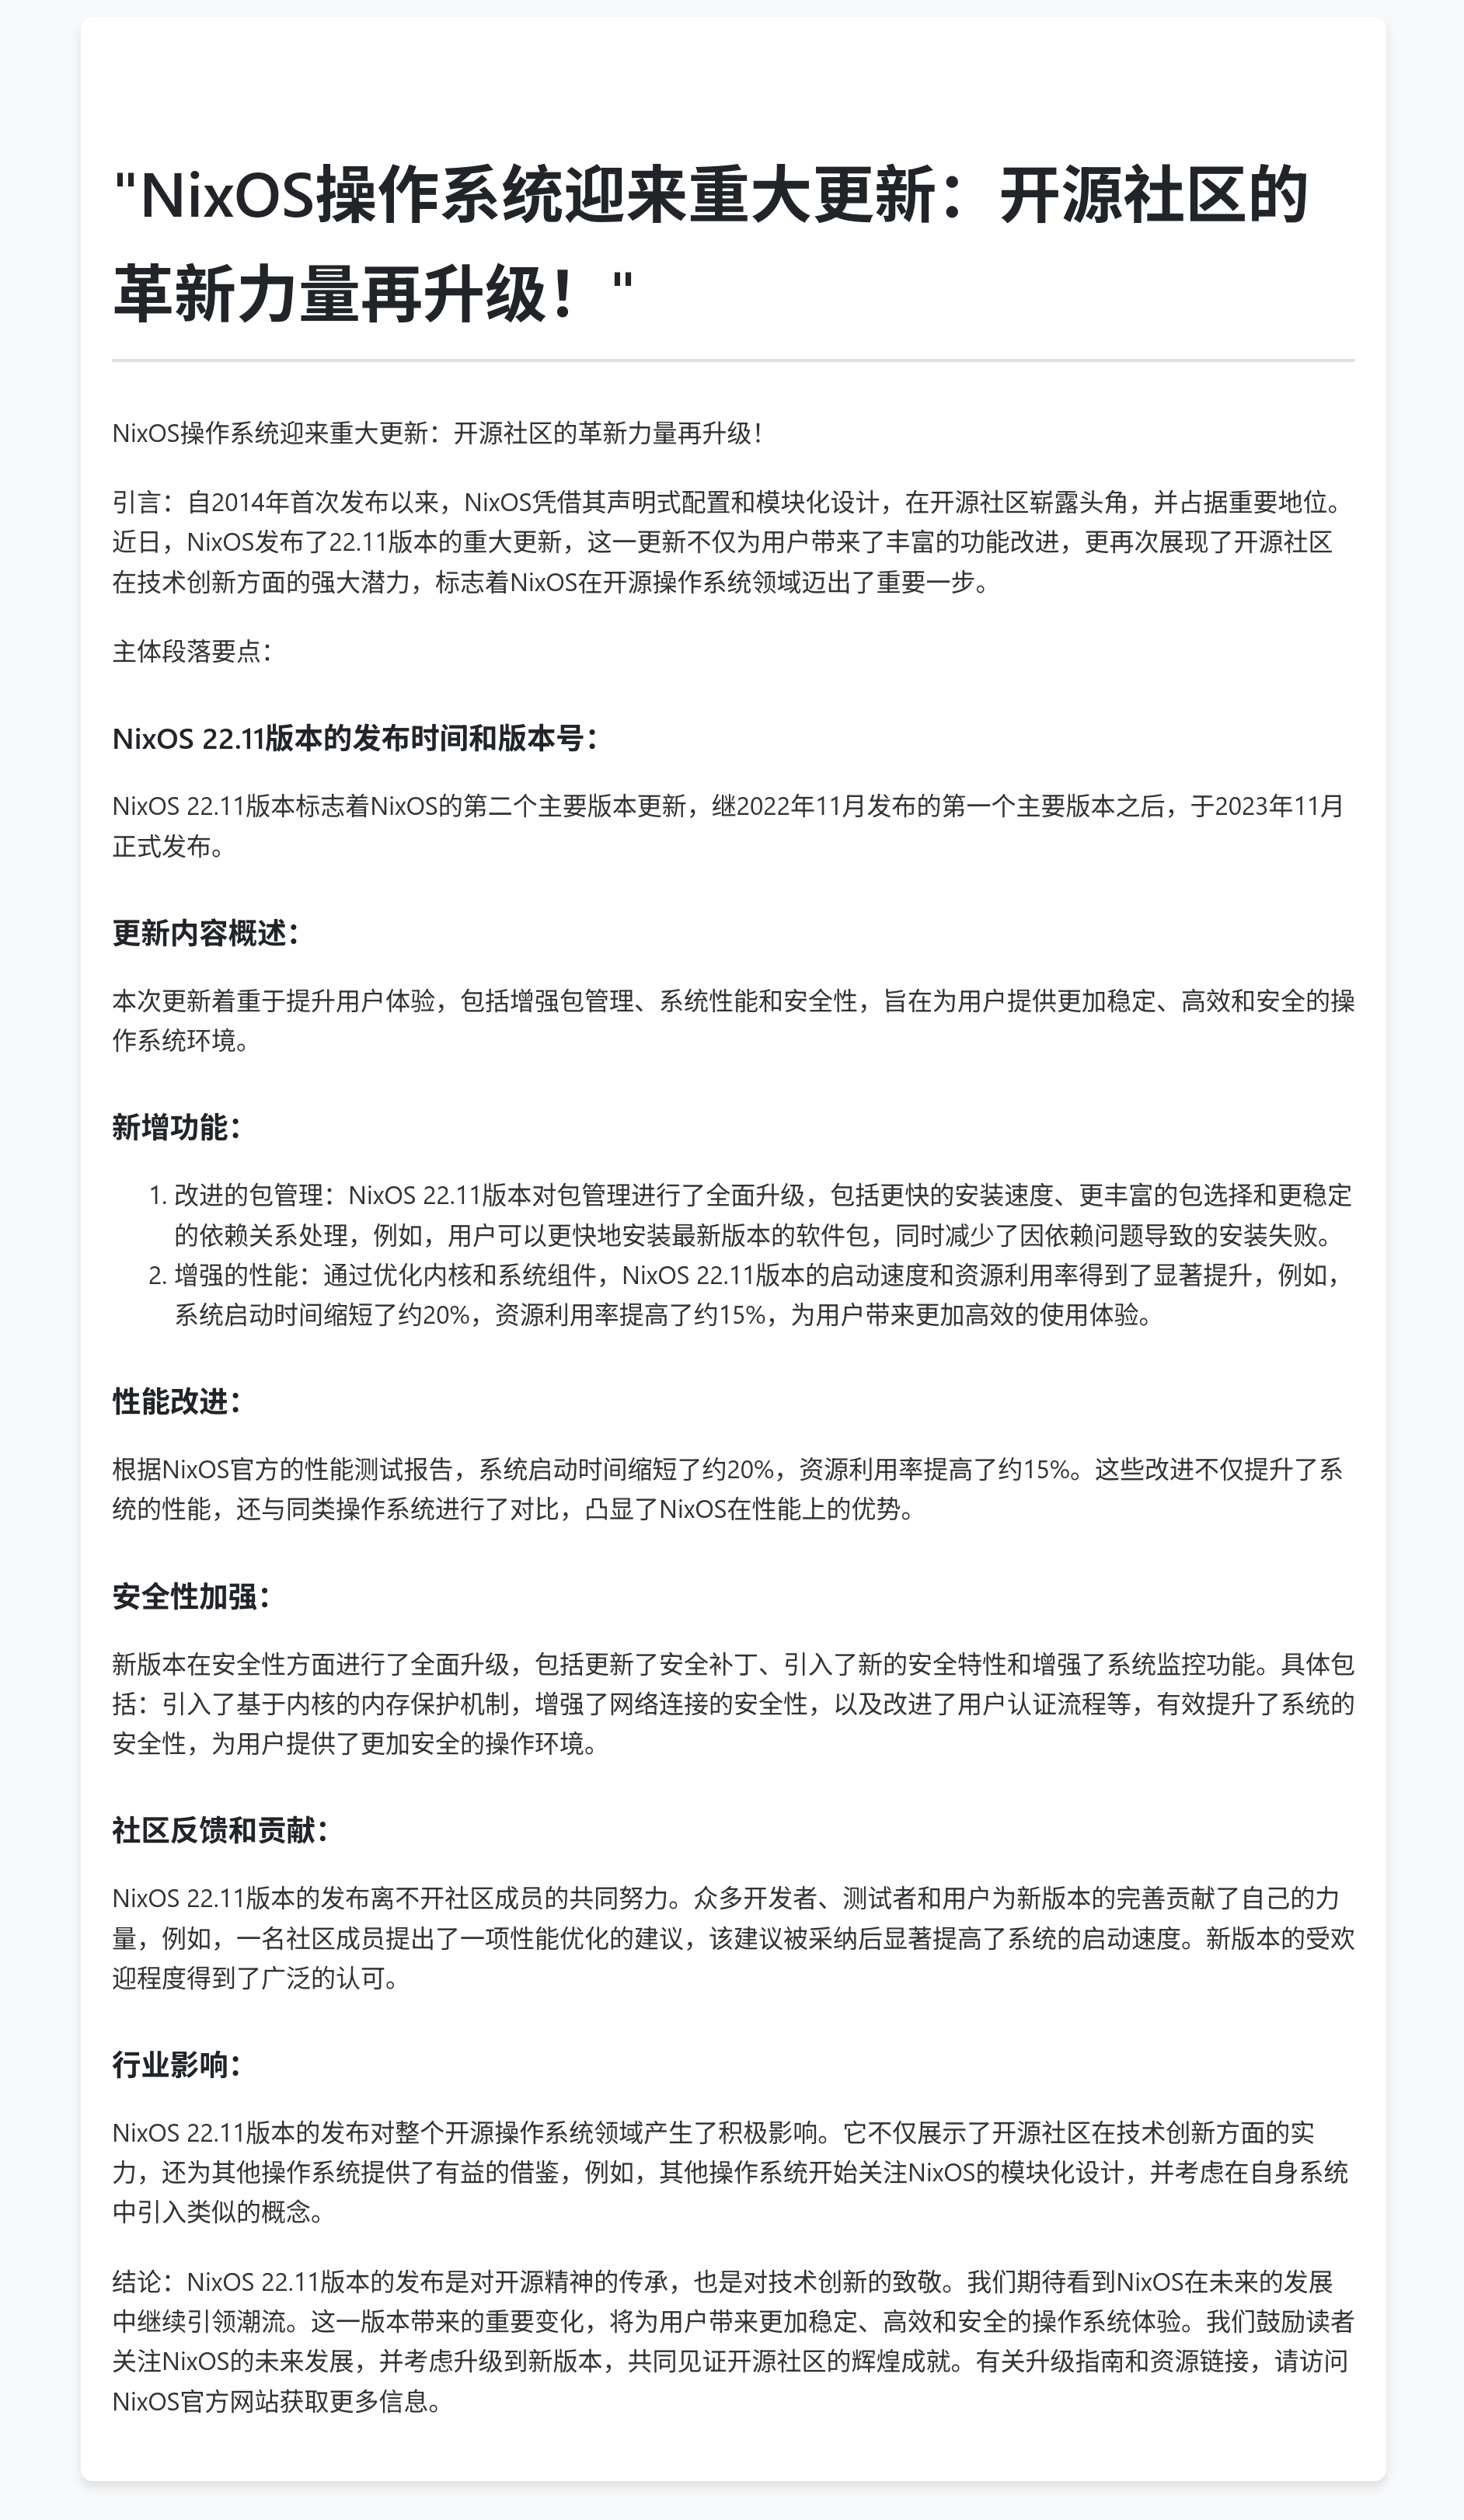 "NixOS操作系统迎来重大更新：开源社区的
革新力量再升级！"
NixOS操作系统迎来重大更新：开源社区的革新力量再升级！
引言：自2014年首次发布以来，NixOS凭借其声明式配置和模块化设计，在开源社区崭露头角，并占据重要地位。
近日，NixOS发布了22.11版本的重大更新，这一更新不仅为用户带来了丰富的功能改进，更再次展现了开源社区
在技术创新方面的强大潜力，标志着NixOS在开源操作系统领域迈出了重要一步。
主体段落要点：
NixOS 22.11版本的发布时间和版本号：
NixOS 22.11版本标志着NixOS的第二个主要版本更新，继2022年11月发布的第一个主要版本之后，于2023年11月
正式发布。
更新内容概述：
本次更新着重于提升用户体验，包括增强包管理、系统性能和安全性，旨在为用户提供更加稳定、高效和安全的操
作系统环境。
新增功能：
1. 改进的包管理：NixOS 22.11版本对包管理进行了全面升级，包括更快的安装速度、更丰富的包选择和更稳定
的依赖关系处理，例如，用户可以更快地安装最新版本的软件包，同时减少了因依赖问题导致的安装失败。
2. 增强的性能：通过优化内核和系统组件，NixOS 22.11版本的启动速度和资源利用率得到了显著提升，例如，
系统启动时间缩短了约20%，资源利用率提高了约15%，为用户带来更加高效的使用体验。
性能改进：
根据NixOS官方的性能测试报告，系统启动时间缩短了约20%，资源利用率提高了约15%。这些改进不仅提升了系
统的性能，还与同类操作系统进行了对比，凸显了NixOS在性能上的优势。
安全性加强：
新版本在安全性方面进行了全面升级，包括更新了安全补丁、引入了新的安全特性和增强了系统监控功能。具体包
括：引入了基于内核的内存保护机制，增强了网络连接的安全性，以及改进了用户认证流程等，有效提升了系统的
安全性，为用户提供了更加安全的操作环境。
社区反馈和贡献：
NixOS 22.11版本的发布离不开社区成员的共同努力。众多开发者、测试者和用户为新版本的完善贡献了自己的力
量，例如，一名社区成员提出了一项性能优化的建议，该建议被采纳后显著提高了系统的启动速度。新版本的受欢
迎程度得到了广泛的认可。
行业影响：
NixOS 22.11版本的发布对整个开源操作系统领域产生了积极影响。它不仅展示了开源社区在技术创新方面的实
力，还为其他操作系统提供了有益的借鉴，例如，其他操作系统开始关注NixOS的模块化设计，并考虑在自身系统
中引入类似的概念。
结论：NixOS 22.11版本的发布是对开源精神的传承，也是对技术创新的致敬。我们期待看到NixOS在未来的发展
中继续引领潮流。这一版本带来的重要变化，将为用户带来更加稳定、高效和安全的操作系统体验。我们鼓励读者
关注NixOS的未来发展，并考虑升级到新版本，共同见证开源社区的辉煌成就。有关升级指南和资源链接，请访问
NixOS官方网站获取更多信息。